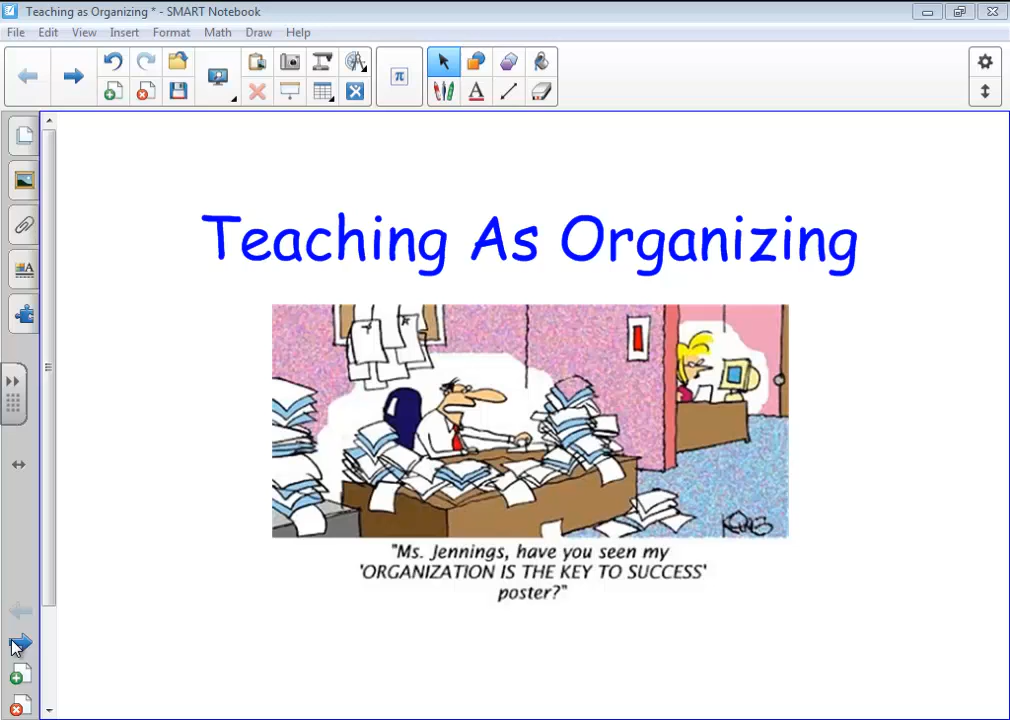 Teaching as Organizing * - SMART Notebook
File Edit View Insert Format Math Draw Help
π
A
A
Teaching As Organizing
"Ms. Jennings, have you seen my
'ORGANIZATION IS THE KEY TO SUCCESS'
poster?"